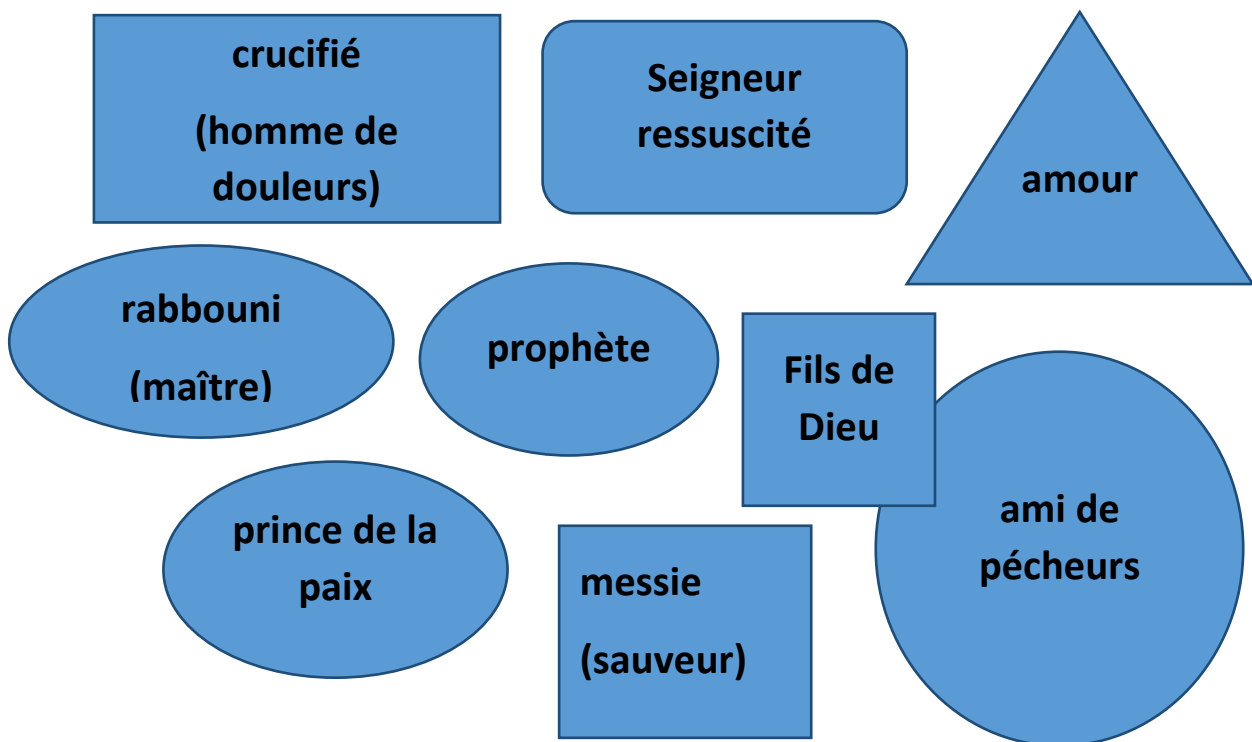 crucifié
(homme de
douleurs)
Seigneur
ressuscité
amour
rabbouni
(maître)
prophète
Fils de
Dieu
prince de la
paix
messie
(sauveur)
ami de
pécheurs